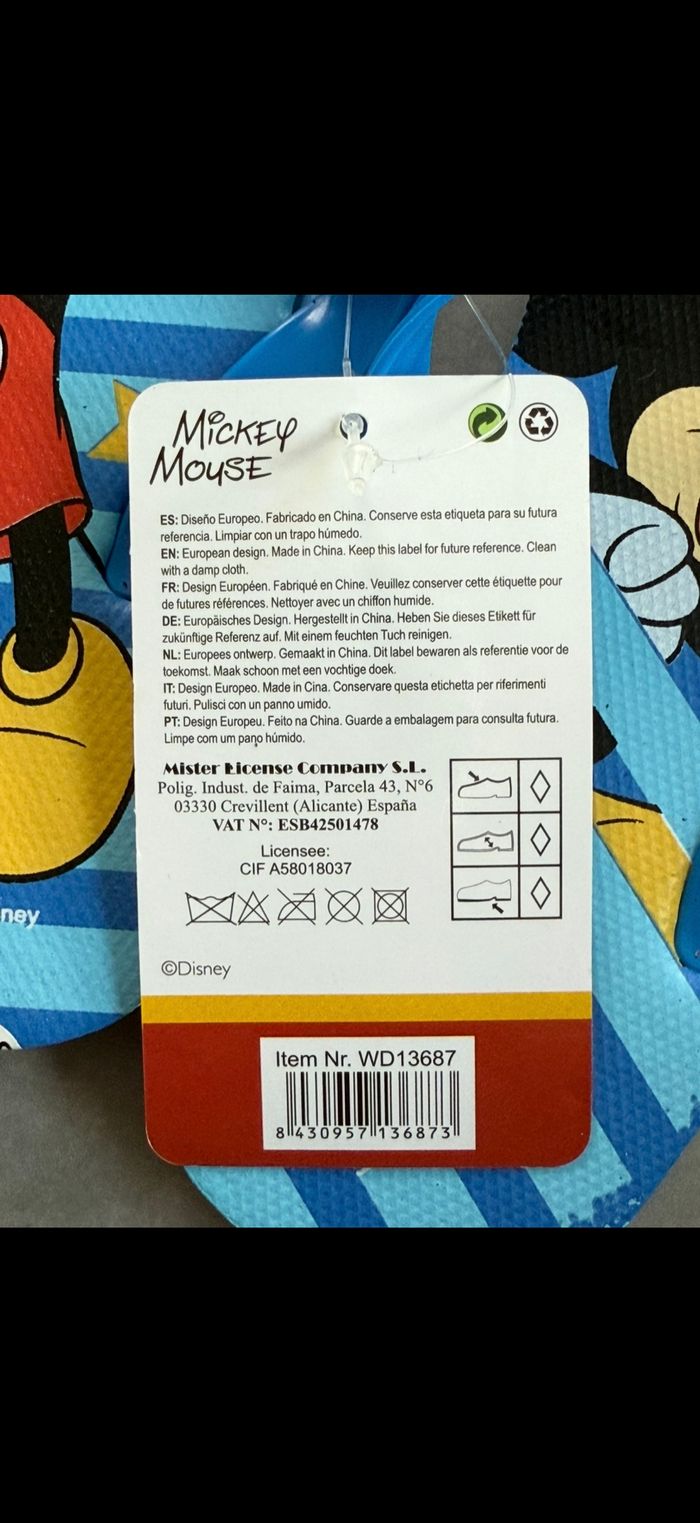 Mickey
Mouse
ES: Diseño Europeo. Fabricado en China. Conserve esta etiqueta para su futura
referencia. Limpiar con un trapo húmedo.
EN: European design. Made in China. Keep this label for future reference. Clean
with a damp cloth.
FR: Design Européen. Fabriqué en Chine. Veuillez conserver cette étiquette pour
de futures références. Nettoyer avec un chiffon humide.
DE: Europäisches Design. Hergestellt in China. Heben Sie dieses Etikett für
zukünftige Referenz auf. Mit einem feuchten Tuch reinigen.
NL: Europees ontwerp. Gemaakt in China. Dit label bewaren als referentie voor de
toekomst. Maak schoon met een vochtige doek.
IT: Design Europeo. Made in Cina. Conservare questa etichetta per riferimenti
futuri. Pulisci con un panno umido.
PT: Design Europeu. Feito na China. Guarde a embalagem para consulta futura.
Limpe com um pano húmido.
Mister License Company S.L.
Polig. Indust. de Faima, Parcela 43, N°6
03330 Crevillent (Alicante) España
VAT N°: ESB42501478
Licensee:
CIF A58018037
©Disney
ney
Item Nr. WD13687
8 430957 136873